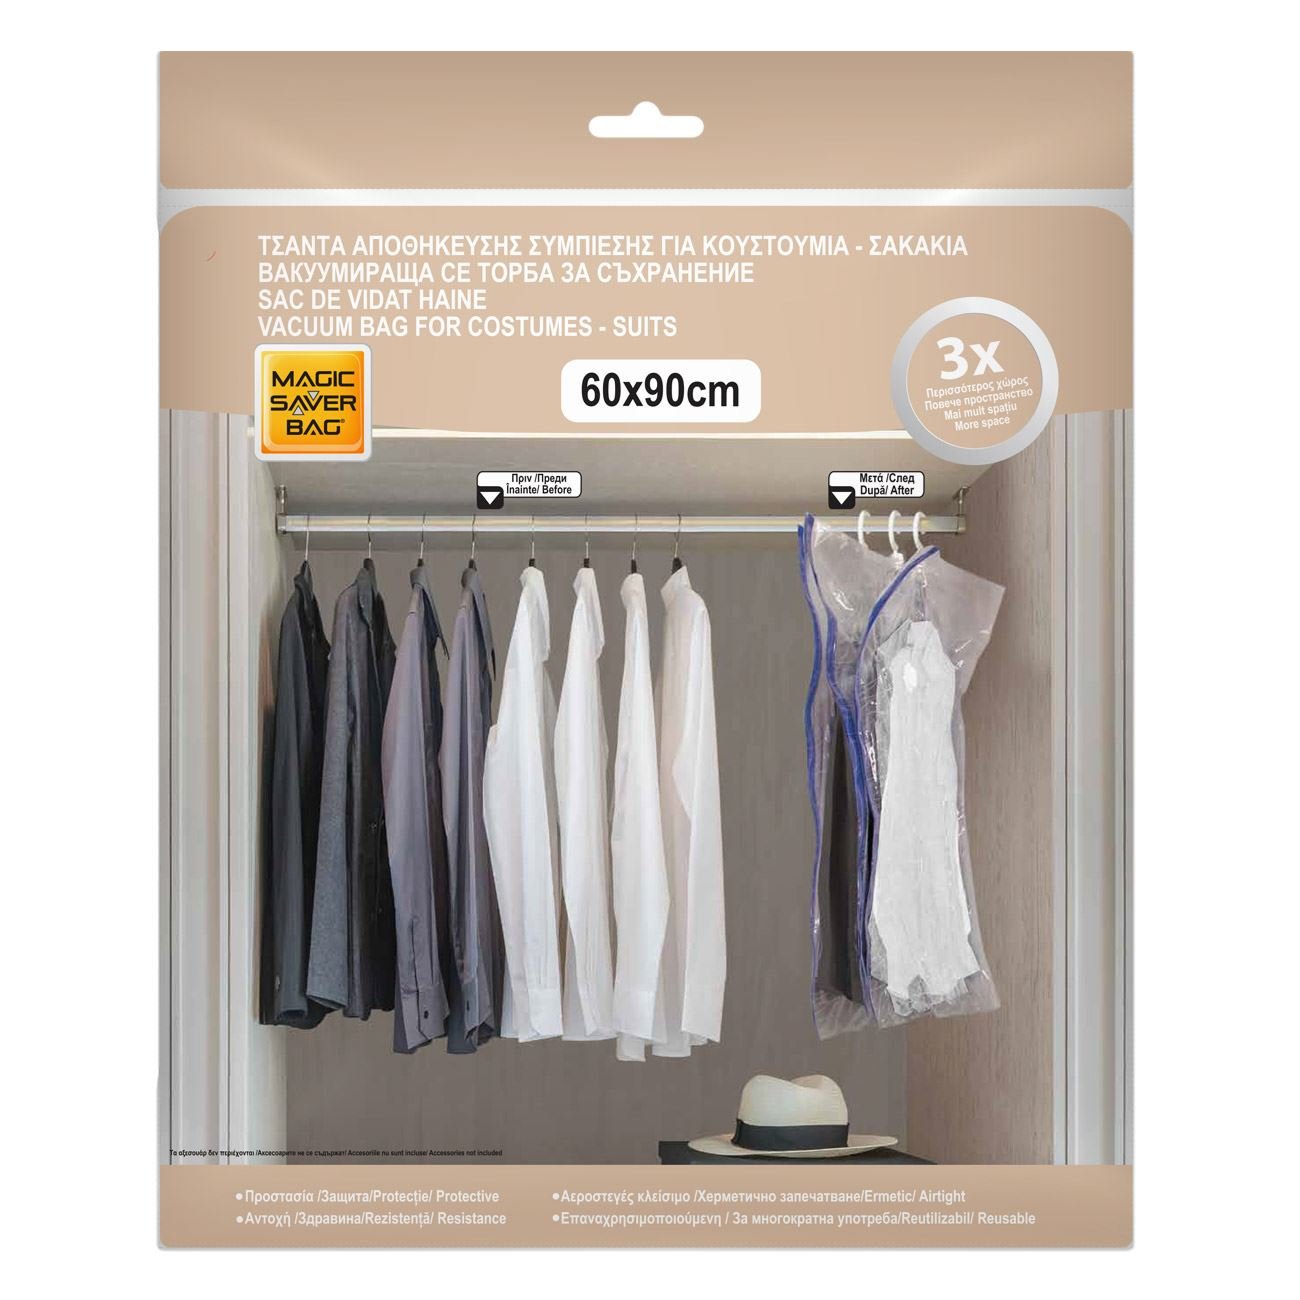 ΤΣΑΝΤΑ ΑΠΟΘΗΚΕΥΣΗΣ ΣΥΜΠΙΕΣΗΣ ΓΙΑ ΚΟΥΣΤΟΥΜΙΑ - ΣΑΚΑΚΙΑ
ВАКУУМИРАЩА СЕ ТОРБА ЗА СЪХРАНЕНИЕ
SAC DE VIDAT HAINE
VACUUM BAG FOR COSTUMES - SUITS
MAGIC
SAVER
BAG®
60x90cm
3x
Περισσότερος χώρος
Повече пространство
Mai mult spațiu
More space
Πριν /Преди
Înainte/ Before
Μετά /След
După/ After
Τα αξεσουάρ δεν περιέχονται /Аксесоарите не се съдържат/ Accesoriile nu sunt incluse/ Accessories not included
•Προστασία /Защита/Protecție/ Protective
•Αντοχή /Здравина/Rezistență/ Resistance
•Αεροστεγές κλείσιμο /Херметично запечатване/Ermetic/ Airtight
•Επαναχρησιμοποιούμενη / За многократна употреба/Reutilizabil/ Reusable